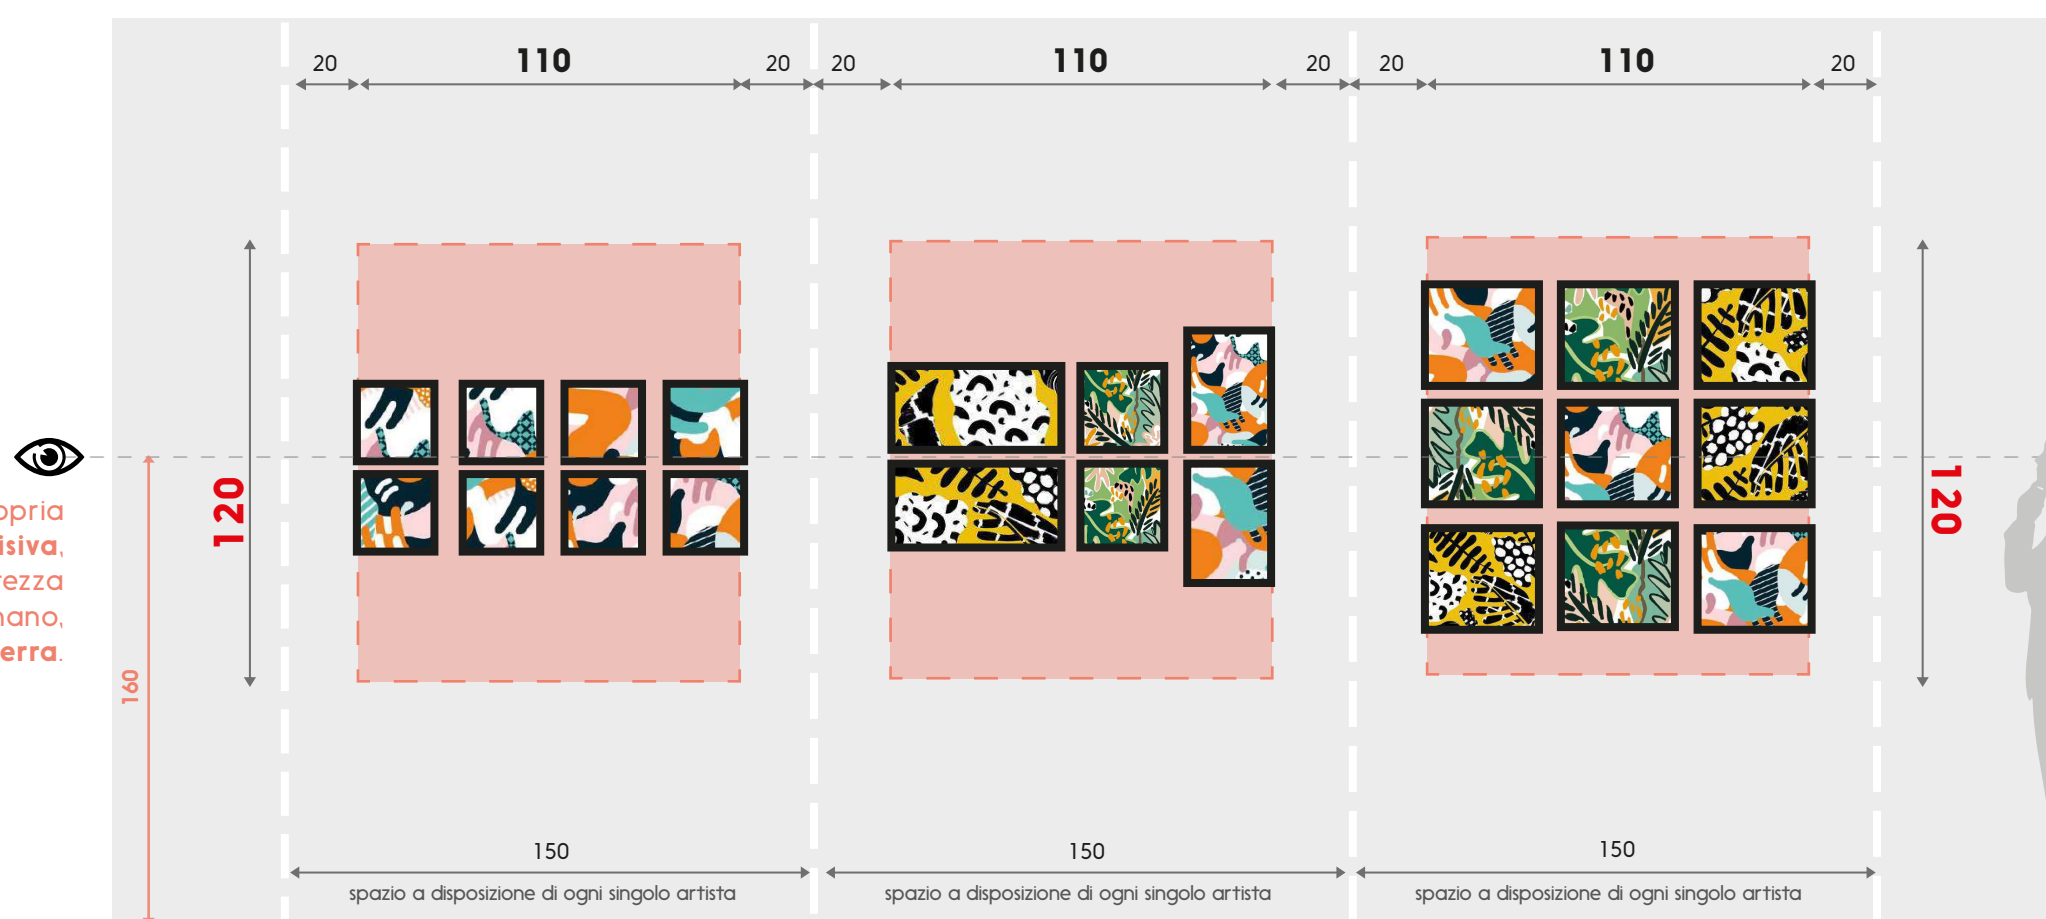 20 110 20 20 110 20 20 110 20
120
120
opria
isiva,
ezza
nano,
erra.
160
150 150 150
spazio a disposizione di ogni singolo artista
spazio a disposizione di ogni singolo artista
spazio a disposizione di ogni singolo artista